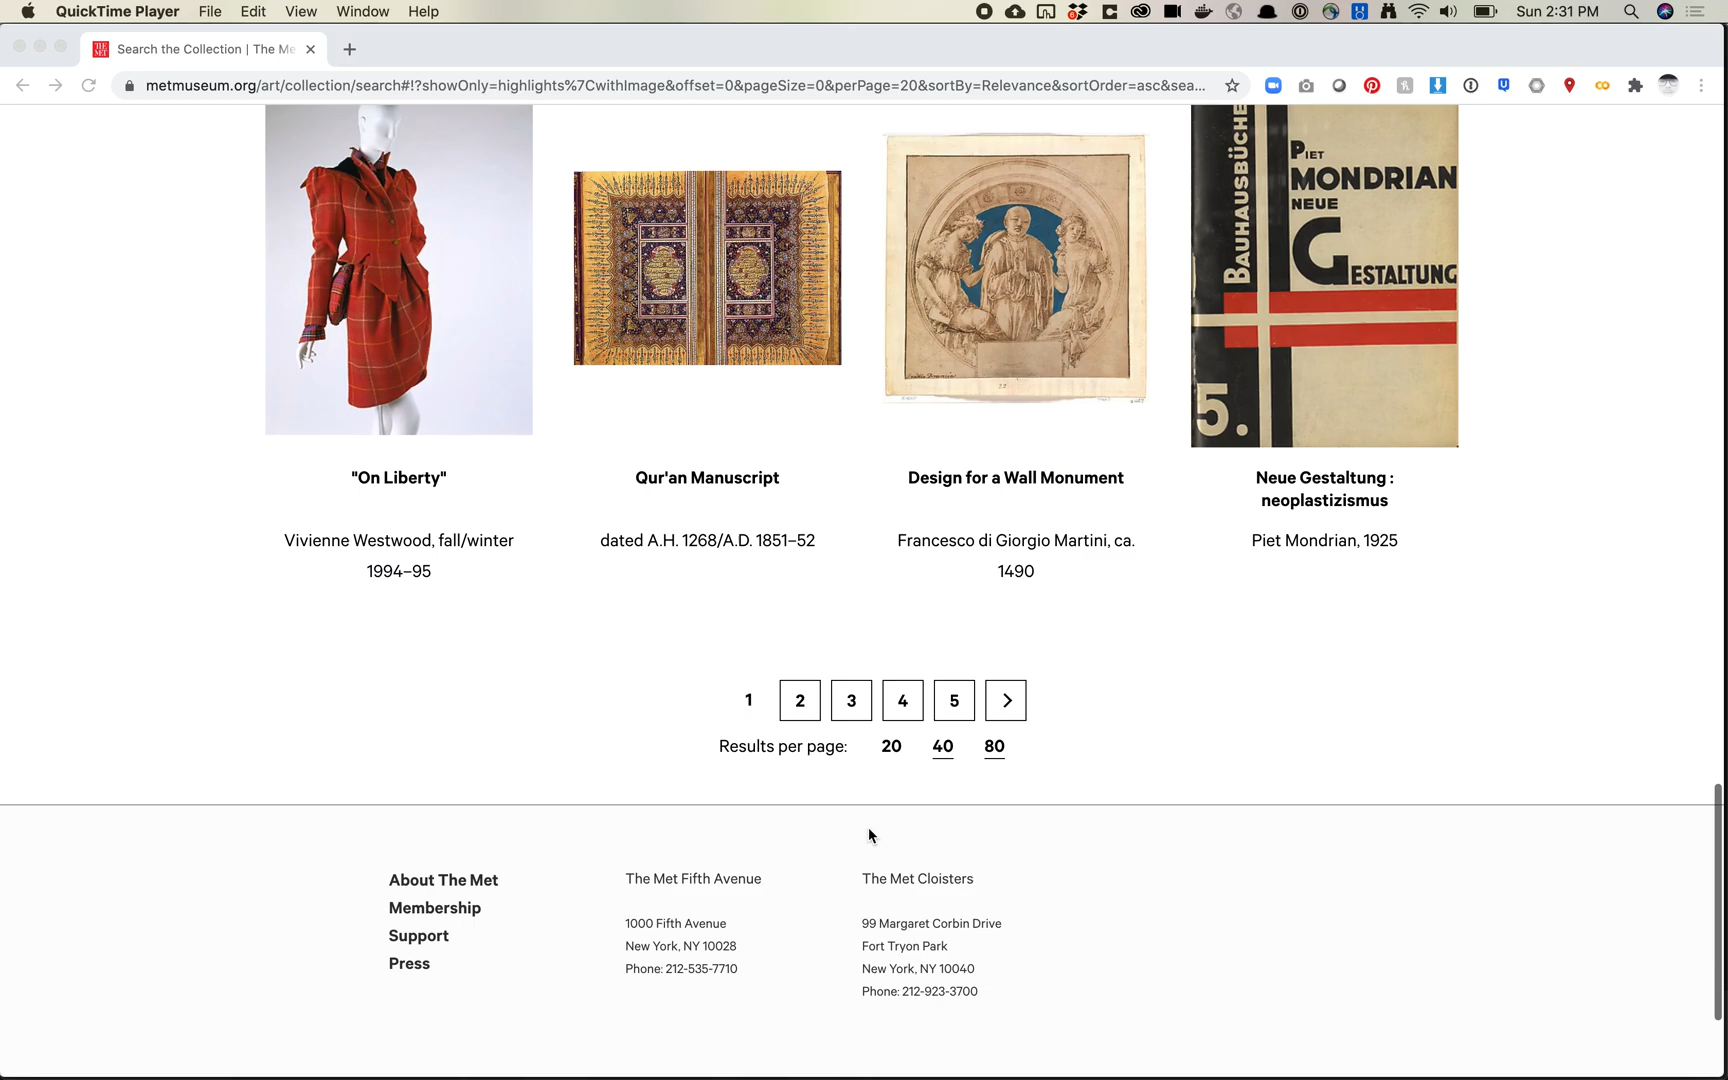 QuickTime Player File Edit View Window Help Sun 2:31 PM
Search the Collection | The Me
metmuseum.org/art/collection/search#!?showOnly=highlights%7CwithImage&offset=0&pageSize=0&perPage=20&sortBy=Relevance&sortOrder=asc&sea...
BAUHAUSBÜCHE
PIET
MONDRIAN
NEUE
GESTALTUNG
5.
"On Liberty"
Vivienne Westwood, fall/winter
1994–95
Qur'an Manuscript
dated A.H. 1268/A.D. 1851–52
Design for a Wall Monument
Francesco di Giorgio Martini, ca.
1490
Neue Gestaltung :
neoplastizismus
Piet Mondrian, 1925
1 2 3 4 5
Results per page: 20 40 80
About The Met
Membership
Support
Press
The Met Fifth Avenue
1000 Fifth Avenue
New York, NY 10028
Phone: 212-535-7710
The Met Cloisters
99 Margaret Corbin Drive
Fort Tryon Park
New York, NY 10040
Phone: 212-923-3700